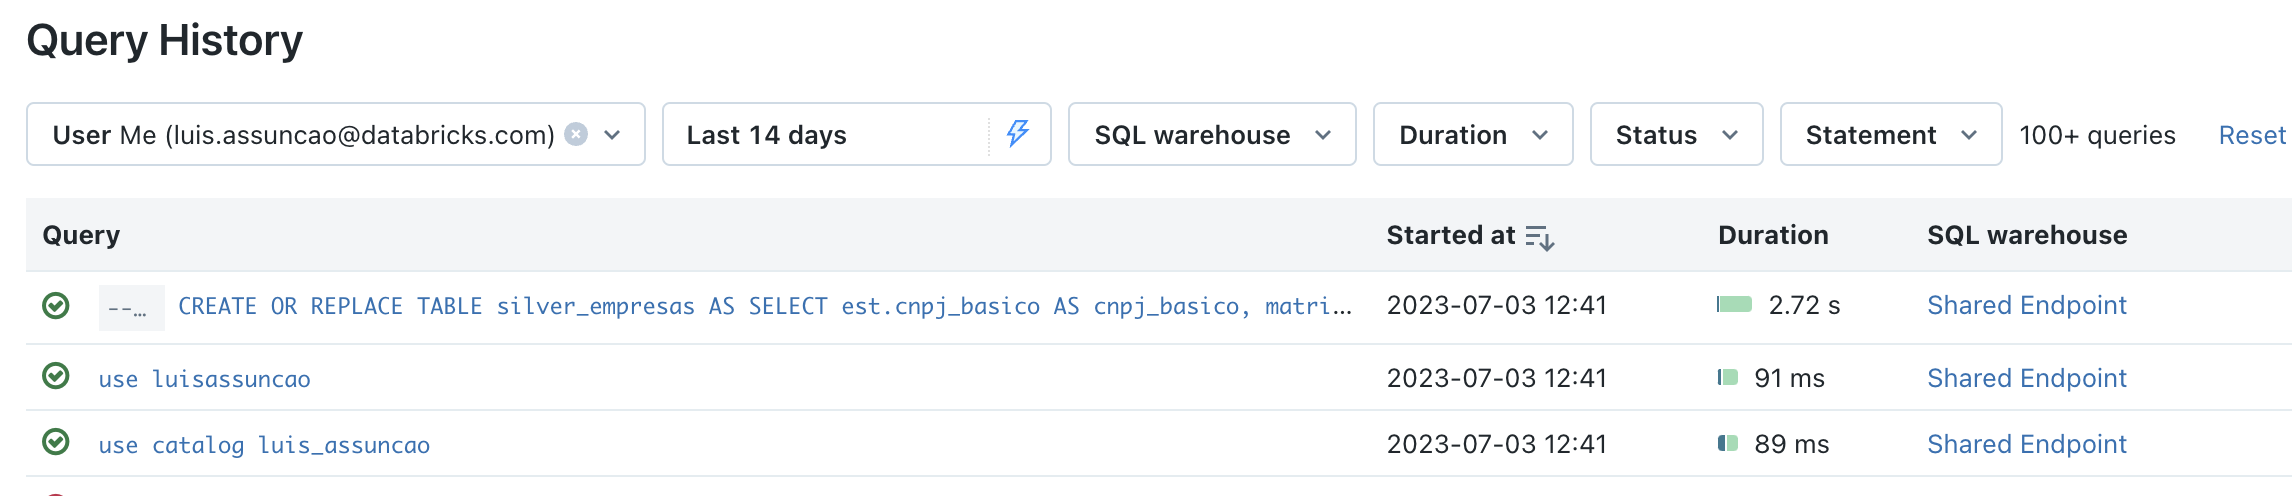 Query History
User Me (luis.assuncao@databricks.com) Last 14 days SQL warehouse Duration Status Statement 100+ queries Reset
Query Started at Duration SQL warehouse
--… CREATE OR REPLACE TABLE silver_empresas AS SELECT est.cnpj_basico AS cnpj_basico, matri… 2023-07-03 12:41 2.72 s Shared Endpoint
use luisassuncao 2023-07-03 12:41 91 ms Shared Endpoint
use catalog luis_assuncao 2023-07-03 12:41 89 ms Shared Endpoint